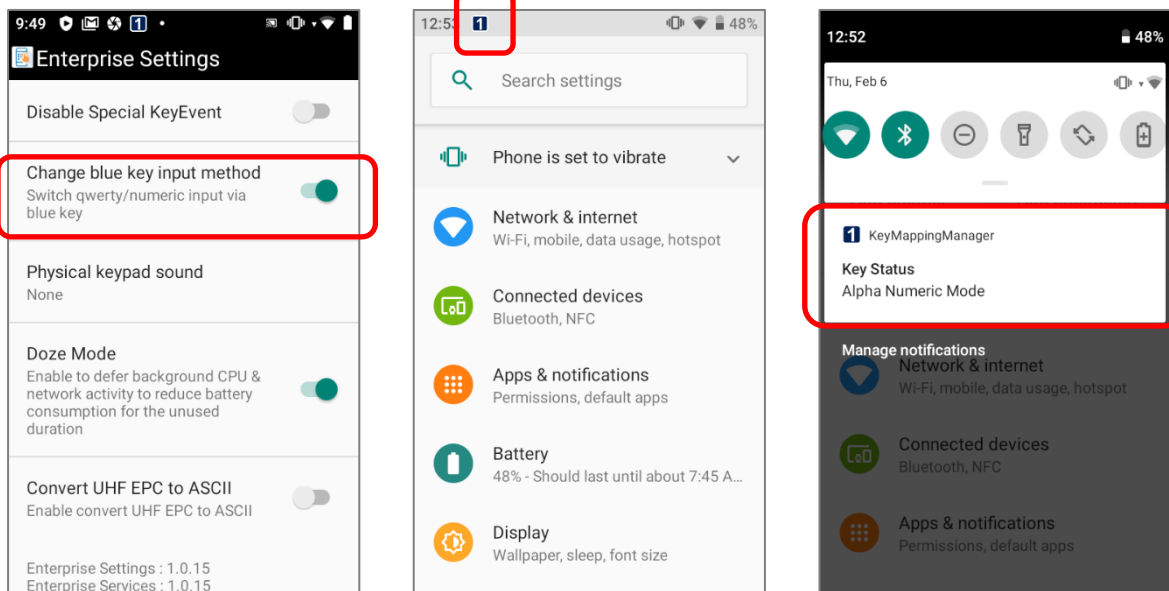 9:49 1
Enterprise Settings
Disable Special KeyEvent
Change blue key input method
Switch qwerty/numeric input via
blue key
Physical keypad sound
None
Doze Mode
Enable to defer background CPU &
network activity to reduce battery
consumption for the unused
duration
Convert UHF EPC to ASCII
Enable convert UHF EPC to ASCII
Enterprise Settings : 1.0.15
Enterprise Services : 1.0.15
12:53 1 48%
Search settings
Phone is set to vibrate
Network & internet
Wi-Fi, mobile, data usage, hotspot
Connected devices
Bluetooth, NFC
Apps & notifications
Permissions, default apps
Battery
48% - Should last until about 7:45 A...
Display
Wallpaper, sleep, font size
12:52 48%
Thu, Feb 6
1 KeyMappingManager
Key Status
Alpha Numeric Mode
Manage notifications
Network & internet
Wi-Fi, mobile, data usage, hotspot
Connected devices
Bluetooth, NFC
Apps & notifications
Permissions, default apps